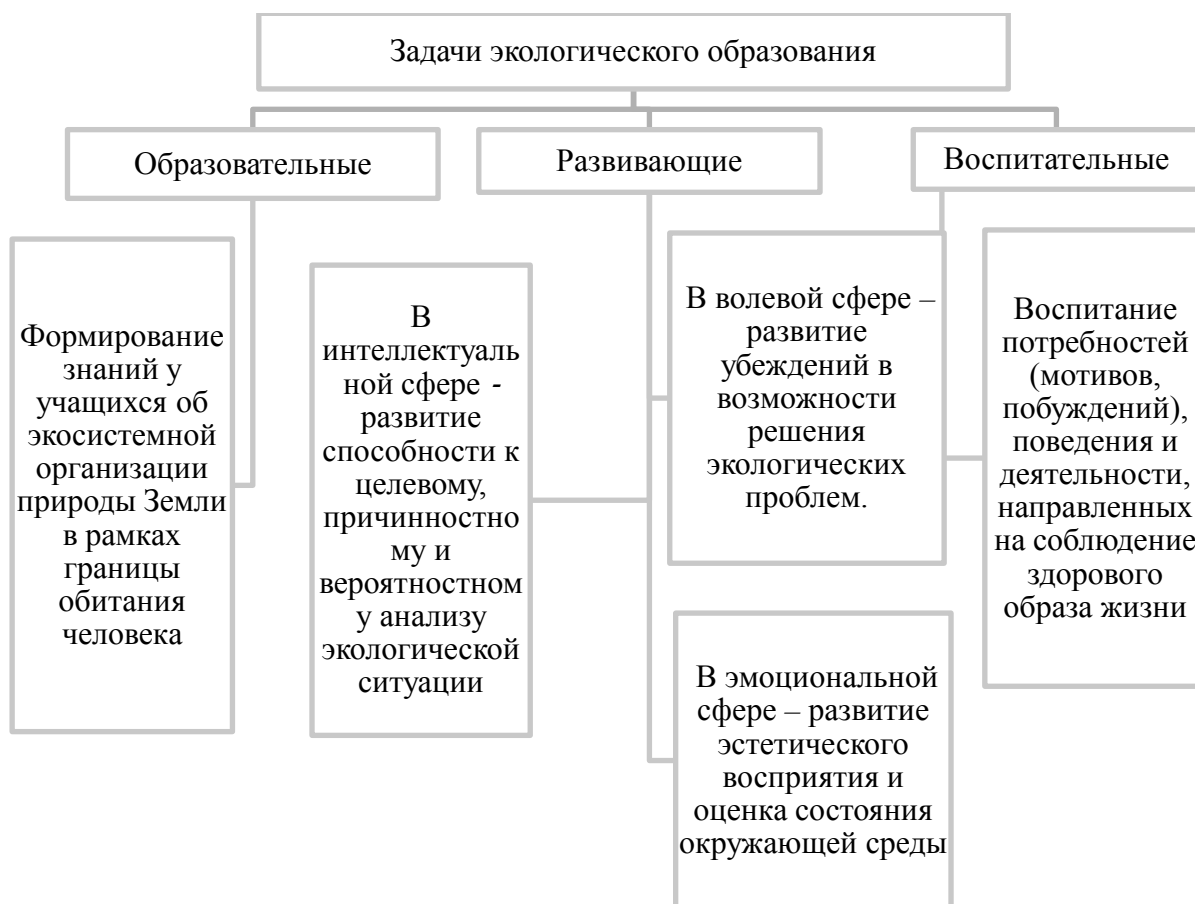 Задачи экологического образования
Образовательные
Развивающие
Воспитательные
Формирование
знаний у
учащихся об
экосистемной
организации
природы Земли
в рамках
границы
обитания
человека
В
интеллектуаль
ной сфере -
развитие
способности к
целевому,
причинностно
му и
вероятностном
у анализу
экологической
ситуации
В волевой сфере –
развитие
убеждений в
возможности
решения
экологических
проблем.
В эмоциональной
сфере – развитие
эстетического
восприятия и
оценка состояния
окружающей среды
Воспитание
потребностей
(мотивов,
побуждений),
поведения и
деятельности,
направленных
на соблюдение
здорового
образа жизни